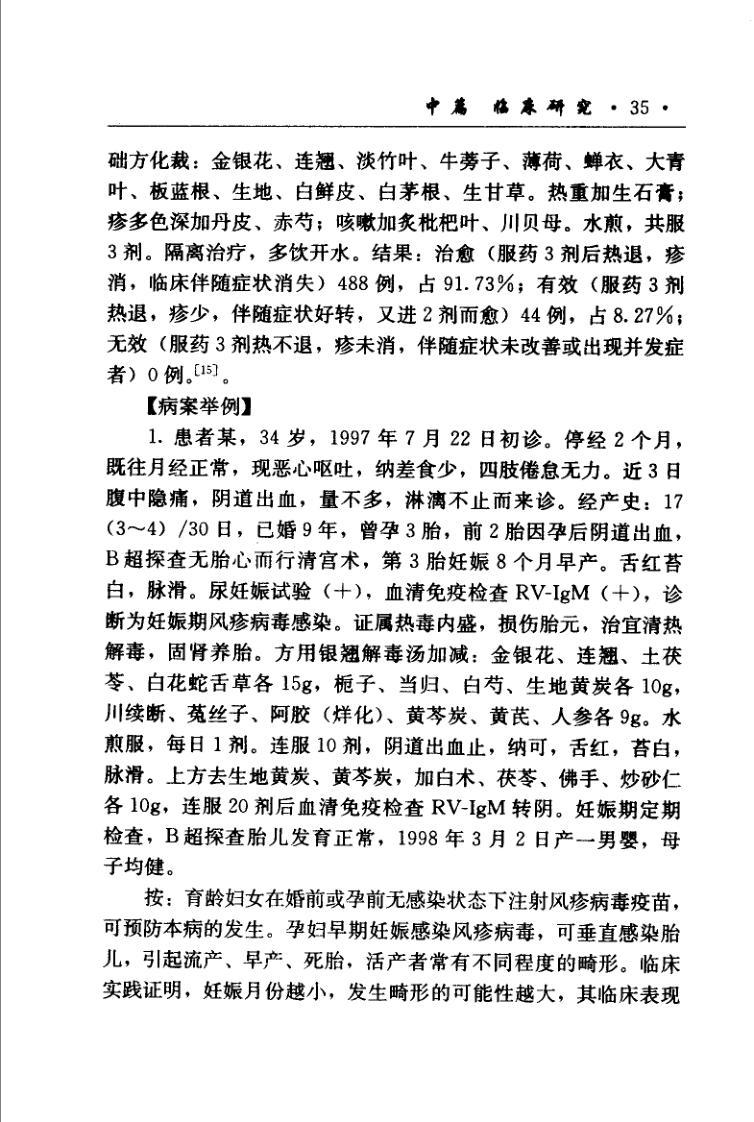 中篇 临床研究 · 35 ·
础方化裁：金银花、连翘、淡竹叶、牛蒡子、薄荷、蝉衣、大青
叶、板蓝根、生地、白鲜皮、白茅根、生甘草。热重加生石膏；
疹多色深加丹皮、赤芍；咳嗽加炙枇杷叶、川贝母。水煎，共服
3 剂。隔离治疗，多饮开水。结果：治愈（服药 3 剂后热退，疹
消，临床伴随症状消失）488 例，占 91.73%；有效（服药 3 剂
热退，疹少，伴随症状好转，又进 2 剂而愈）44 例，占 8.27%；
无效（服药 3 剂热不退，疹未消，伴随症状未改善或出现并发症
者）0 例。[15]。
【病案举例】
1. 患者某，34 岁，1997 年 7 月 22 日初诊。停经 2 个月，
既往月经正常，现恶心呕吐，纳差食少，四肢倦怠无力。近 3 日
腹中隐痛，阴道出血，量不多，淋漓不止而来诊。经产史：17
(3～4) /30 日，已婚 9 年，曾孕 3 胎，前 2 胎因孕后阴道出血，
B 超探查无胎心而行清宫术，第 3 胎妊娠 8 个月早产。舌红苔
白，脉滑。尿妊娠试验（＋），血清免疫检查 RV-IgM（＋），诊
断为妊娠期风疹病毒感染。证属热毒内盛，损伤胎元，治宜清热
解毒，固肾养胎。方用银翘解毒汤加减：金银花、连翘、土茯
苓、白花蛇舌草各 15g，栀子、当归、白芍、生地黄炭各 10g，
川续断、菟丝子、阿胶（烊化）、黄芩炭、黄芪、人参各 9g。水
煎服，每日 1 剂。连服 10 剂，阴道出血止，纳可，舌红，苔白，
脉滑。上方去生地黄炭、黄芩炭，加白术、茯苓、佛手、炒砂仁
各 10g，连服 20 剂后血清免疫检查 RV-IgM 转阴。妊娠期定期
检查，B 超探查胎儿发育正常，1998 年 3 月 2 日产一男婴，母
子均健。
按：育龄妇女在婚前或孕前无感染状态下注射风疹病毒疫苗，
可预防本病的发生。孕妇早期妊娠感染风疹病毒，可垂直感染胎
儿，引起流产、早产、死胎，活产者常有不同程度的畸形。临床
实践证明，妊娠月份越小，发生畸形的可能性越大，其临床表现